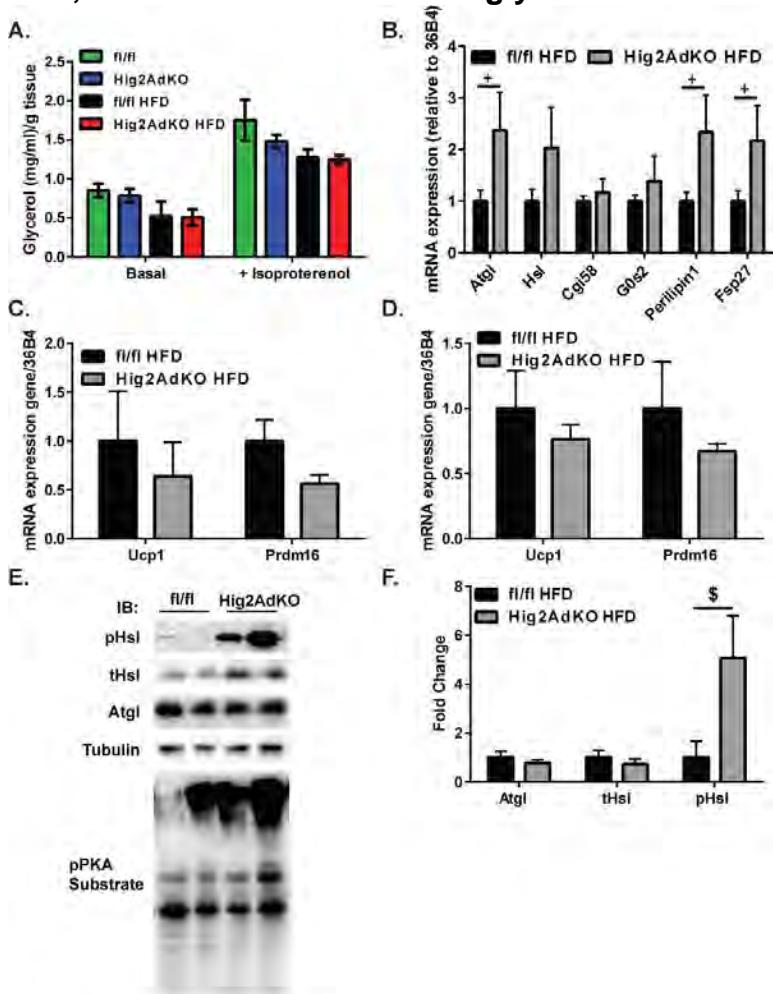 A.
fl/fl
Hig2AdKO
fl/fl HFD
Hig2AdKO HFD
Glycerol (mg/ml)/g tissue
2.5
2.0
1.5
1.0
0.5
0.0
Basal
+ Isoproterenol
B.
fl/fl HFD
Hig2AdKO HFD
mRNA expression (relative to 36B4)
4
3
2
1
0
+
+
+
Atgl
Hsl
Cgi58
G0s2
Perilipin1
Fsp27
C.
fl/fl HFD
Hig2AdKO HFD
mRNA expression gene/36B4
2.0
1.5
1.0
0.5
0.0
Ucp1
Prdm16
D.
fl/fl HFD
Hig2AdKO HFD
mRNA expression gene/36B4
1.5
1.0
0.5
0.0
Ucp1
Prdm16
E.
fl/fl
Hig2AdKO
IB:
pHsl
tHsl
Atgl
Tubulin
pPKA
Substrate
F.
fl/fl HFD
Hig2AdKO HFD
Fold Change
8
6
4
2
0
$
Atgl
tHsl
pHsl